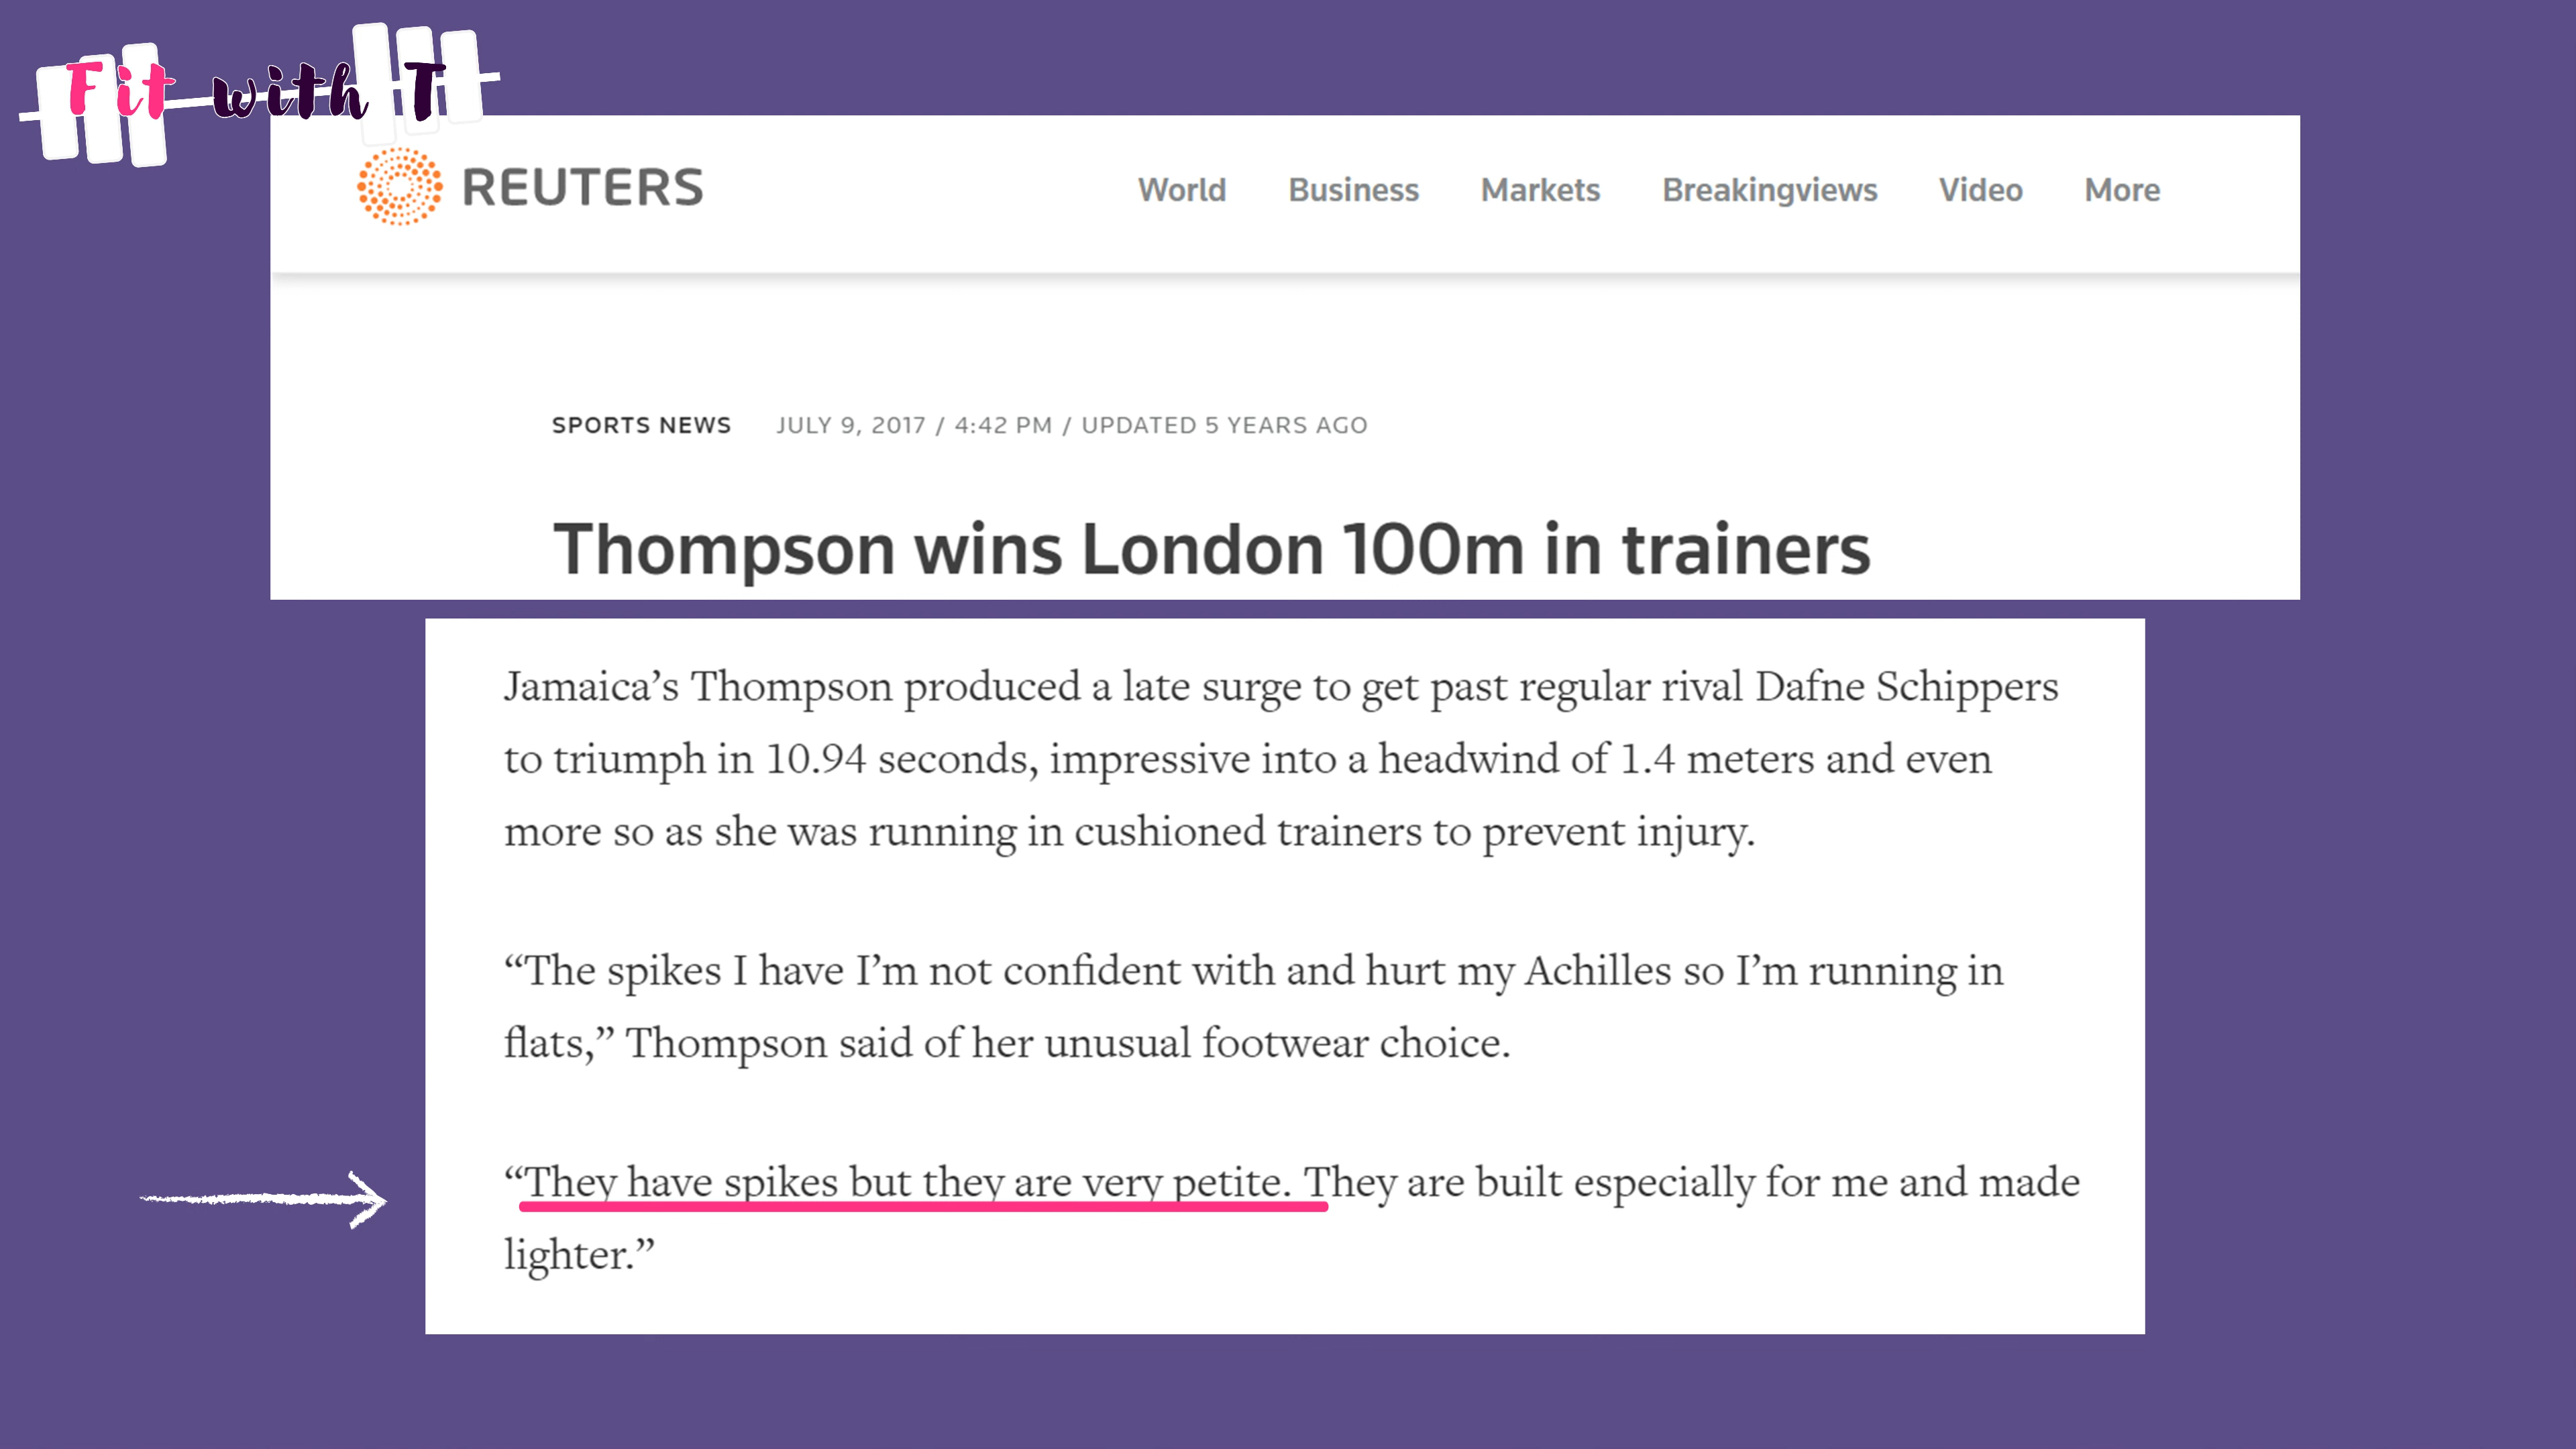 Fit with T
REUTERS
World Business Markets Breakingviews Video More
SPORTS NEWS JULY 9, 2017 / 4:42 PM / UPDATED 5 YEARS AGO
Thompson wins London 100m in trainers
Jamaica’s Thompson produced a late surge to get past regular rival Dafne Schippers
to triumph in 10.94 seconds, impressive into a headwind of 1.4 meters and even
more so as she was running in cushioned trainers to prevent injury.
“The spikes I have I’m not confident with and hurt my Achilles so I’m running in
flats,” Thompson said of her unusual footwear choice.
“They have spikes but they are very petite. They are built especially for me and made
lighter.”